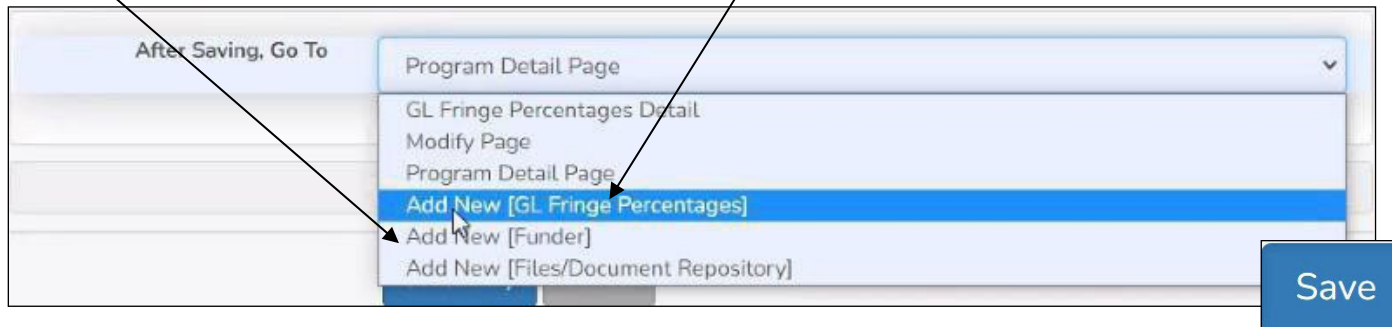 After Saving, Go To
Program Detail Page
GL Fringe Percentages Detail
Modify Page
Program Detail Page
Add New [GL Fringe Percentages]
Add New [Funder]
Add New [Files/Document Repository]
Save